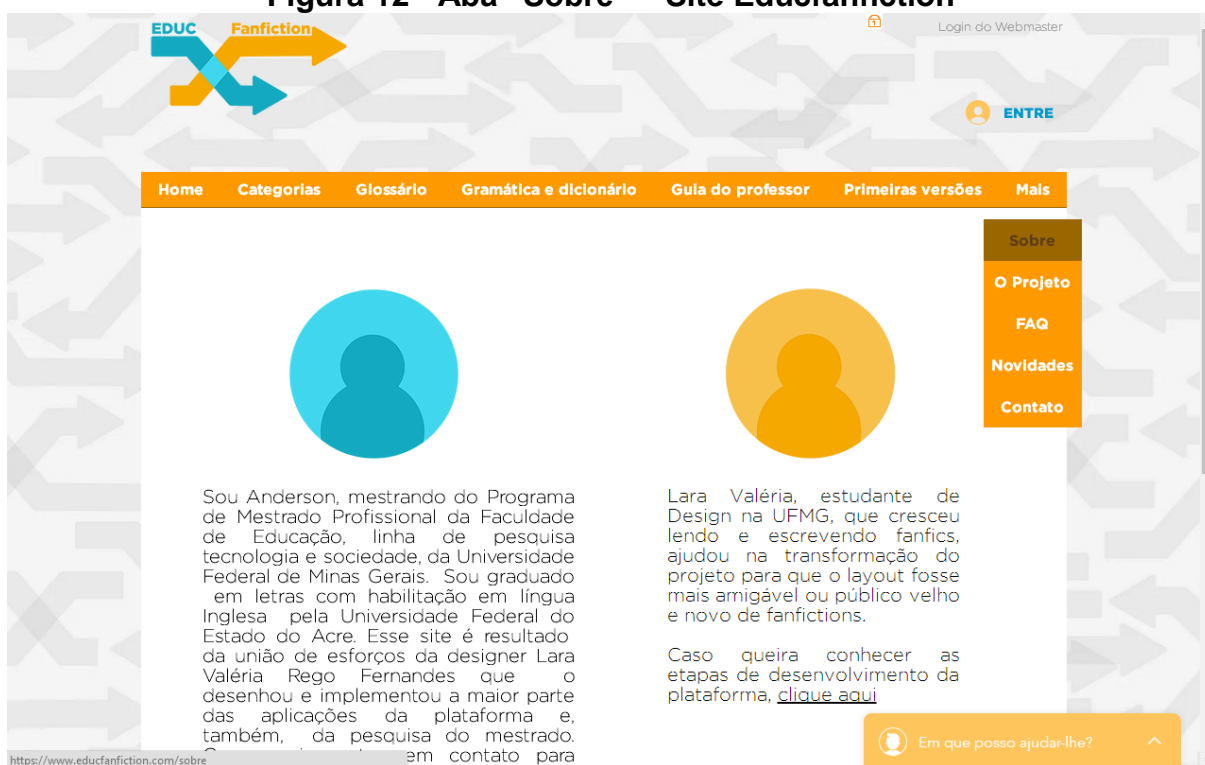 Figura 12 - Aba "Sobre" - Site Educfanfiction
EDUC Fanfiction
Login do Webmaster
ENTRE
Home Categorias Glossário Gramática e dicionário Guia do professor Primeiras versões Mais
Sobre
O Projeto
FAQ
Novidades
Contato
Sou Anderson, mestrando do Programa
de Mestrado Profissional da Faculdade
de Educação, linha de pesquisa
tecnologia e sociedade, da Universidade
Federal de Minas Gerais. Sou graduado
em letras com habilitação em língua
Inglesa pela Universidade Federal do
Estado do Acre. Esse site é resultado
da união de esforços da designer Lara
Valéria Rego Fernandes que o
desenhou e implementou a maior parte
das aplicações da plataforma e,
também, da pesquisa do mestrado.
em contato para
Lara Valéria, estudante de
Design na UFMG, que cresceu
lendo e escrevendo fanfics,
ajudou na transformação do
projeto para que o layout fosse
mais amigável ou público velho
e novo de fanfictions.
Caso queira conhecer as
etapas de desenvolvimento da
plataforma, clique aqui
Em que posso ajudar-lhe?
https://www.educfanfiction.com/sobre